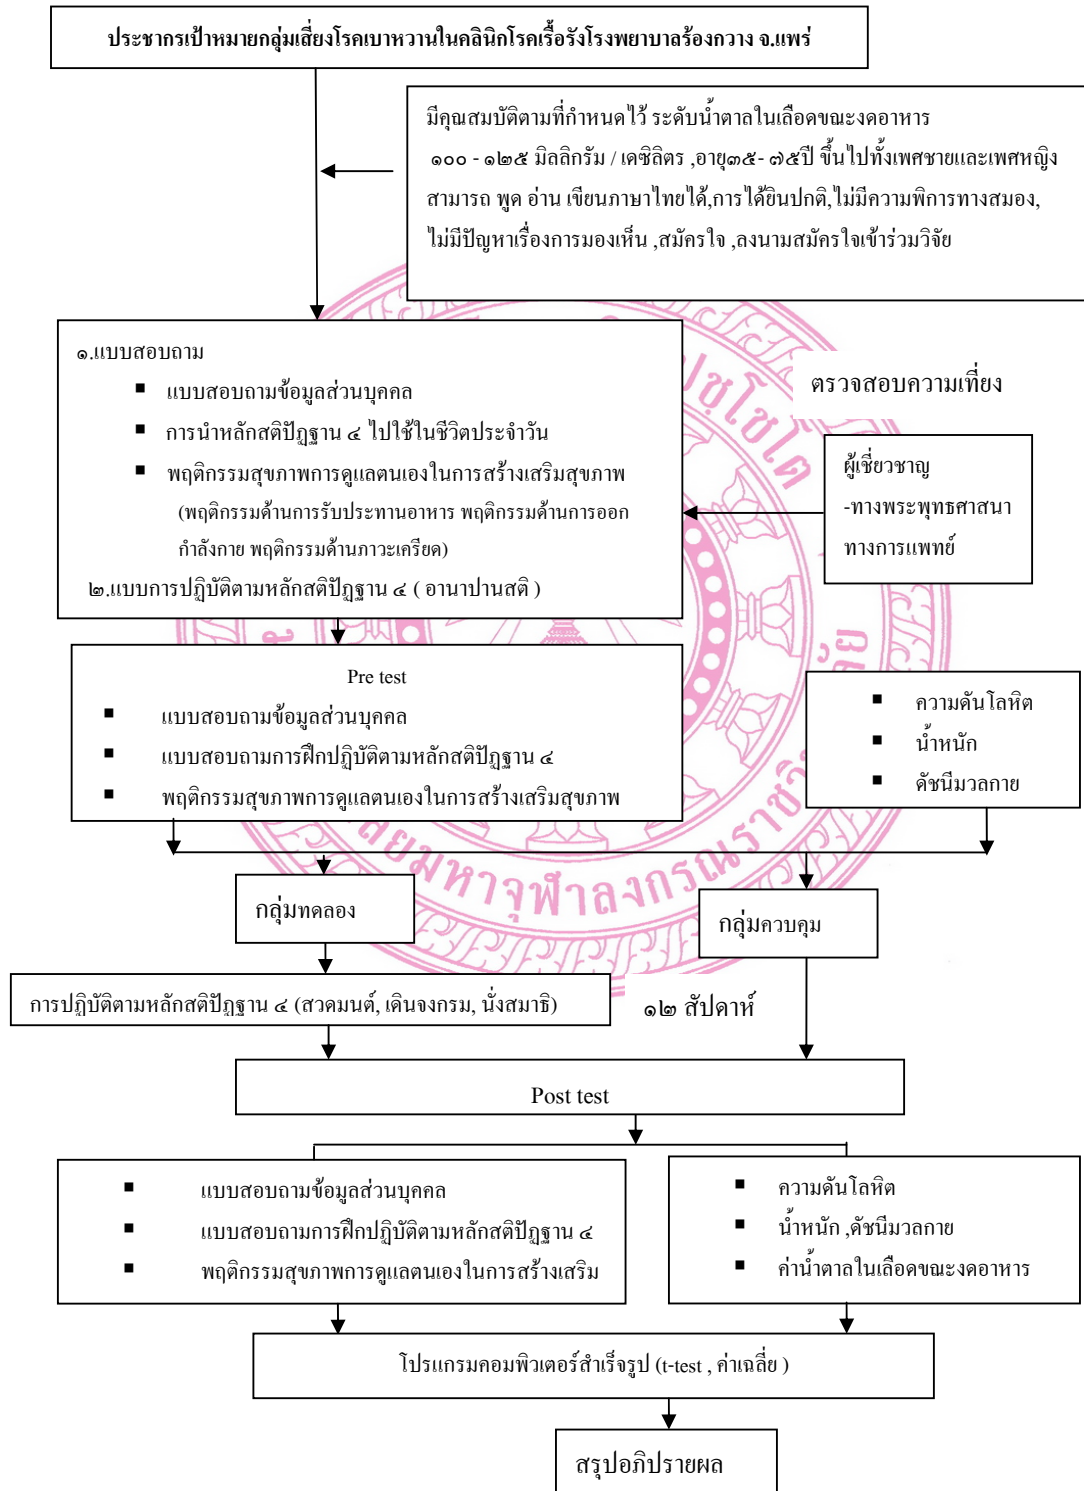 ประชากรเป้าหมายกลุ่มเสี่ยงโรคเบาหวานในคลินิกโรคเรื้อรังโรงพยาบาลร้องกวาง จ.แพร่
มีคุณสมบัติตามที่กำหนดไว้ ระดับน้ำตาลในเลือดขณะงดอาหาร
๑๐๐ - ๑๒๕ มิลลิกรัม / เดซิลิตร ,อายุ๓๕- ๗๕ปี ขึ้นไปทั้งเพศชายและเพศหญิง
สามารถ พูด อ่าน เขียนภาษาไทยได้,การได้ยินปกติ,ไม่มีความพิการทางสมอง,
ไม่มีปัญหาเรื่องการมองเห็น ,สมัครใจ ,ลงนามสมัครใจเข้าร่วมวิจัย
๑.แบบสอบถาม
■ แบบสอบถามข้อมูลส่วนบุคคล
■ การนำหลักสติปัฏฐาน ๔ ไปใช้ในชีวิตประจำวัน
■ พฤติกรรมสุขภาพการดูแลตนเองในการสร้างเสริมสุขภาพ
(พฤติกรรมด้านการรับประทานอาหาร พฤติกรรมด้านการออก
กำลังกาย พฤติกรรมด้านภาวะเครียด)
๒.แบบการปฏิบัติตามหลักสติปัฏฐาน ๔ ( อานาปานสติ )
ตรวจสอบความเที่ยง
ผู้เชี่ยวชาญ
-ทางพระพุทธศาสนา
ทางการแพทย์
ปชฺโชโต
Pre test
■ แบบสอบถามข้อมูลส่วนบุคคล
■ แบบสอบถามการฝึกปฏิบัติตามหลักสติปัฏฐาน ๔
■ พฤติกรรมสุขภาพการดูแลตนเองในการสร้างเสริมสุขภาพ
■ ความดันโลหิต
■ น้ำหนัก
■ ดัชนีมวลกาย
ลัยมหาจุฬาลงกรณราชวิ
กลุ่มทดลอง
กลุ่มควบคุม
การปฏิบัติตามหลักสติปัฏฐาน ๔ (สวดมนต์, เดินจงกรม, นั่งสมาธิ)
๑๒ สัปดาห์
Post test
■ แบบสอบถามข้อมูลส่วนบุคคล
■ แบบสอบถามการฝึกปฏิบัติตามหลักสติปัฏฐาน ๔
■ พฤติกรรมสุขภาพการดูแลตนเองในการสร้างเสริม
■ ความดันโลหิต
■ น้ำหนัก ,ดัชนีมวลกาย
■ ค่าน้ำตาลในเลือดขณะงดอาหาร
โปรแกรมคอมพิวเตอร์สำเร็จรูป (t-test , ค่าเฉลี่ย )
สรุปอภิปรายผล